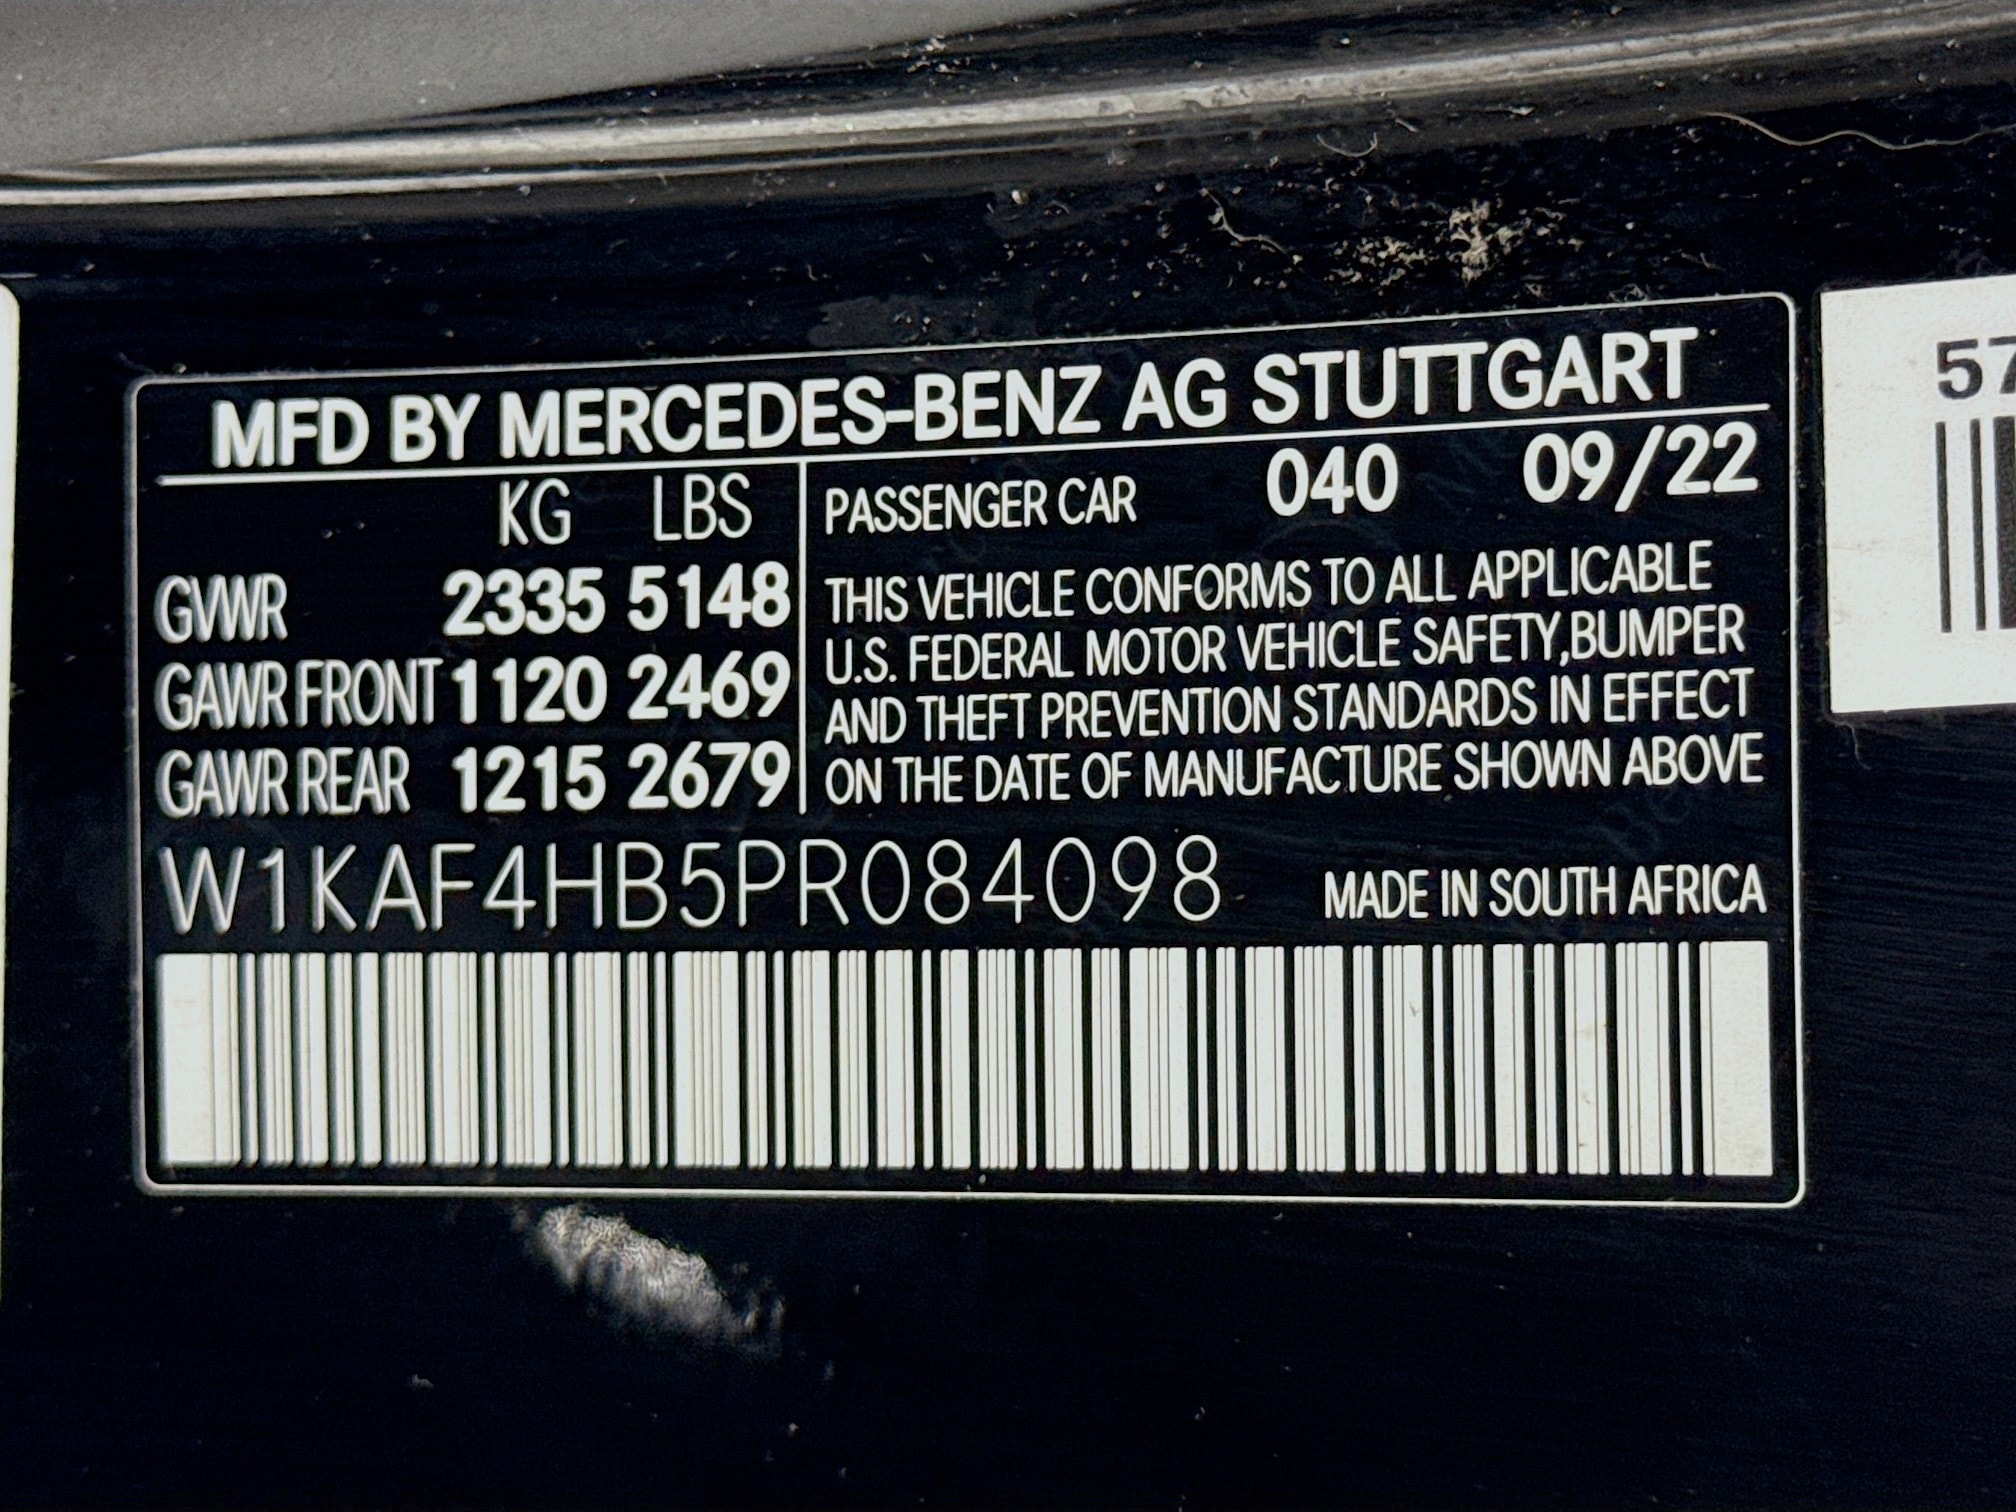 MFD BY MERCEDES-BENZ AG STUTTGART
KG LBS
GVWR 2335 5148
GAWR FRONT 1120 2469
GAWR REAR 1215 2679
PASSENGER CAR 040 09/22
THIS VEHICLE CONFORMS TO ALL APPLICABLE
U.S. FEDERAL MOTOR VEHICLE SAFETY,BUMPER
AND THEFT PREVENTION STANDARDS IN EFFECT
ON THE DATE OF MANUFACTURE SHOWN ABOVE
W1KAF4HB5PR084098 MADE IN SOUTH AFRICA
57